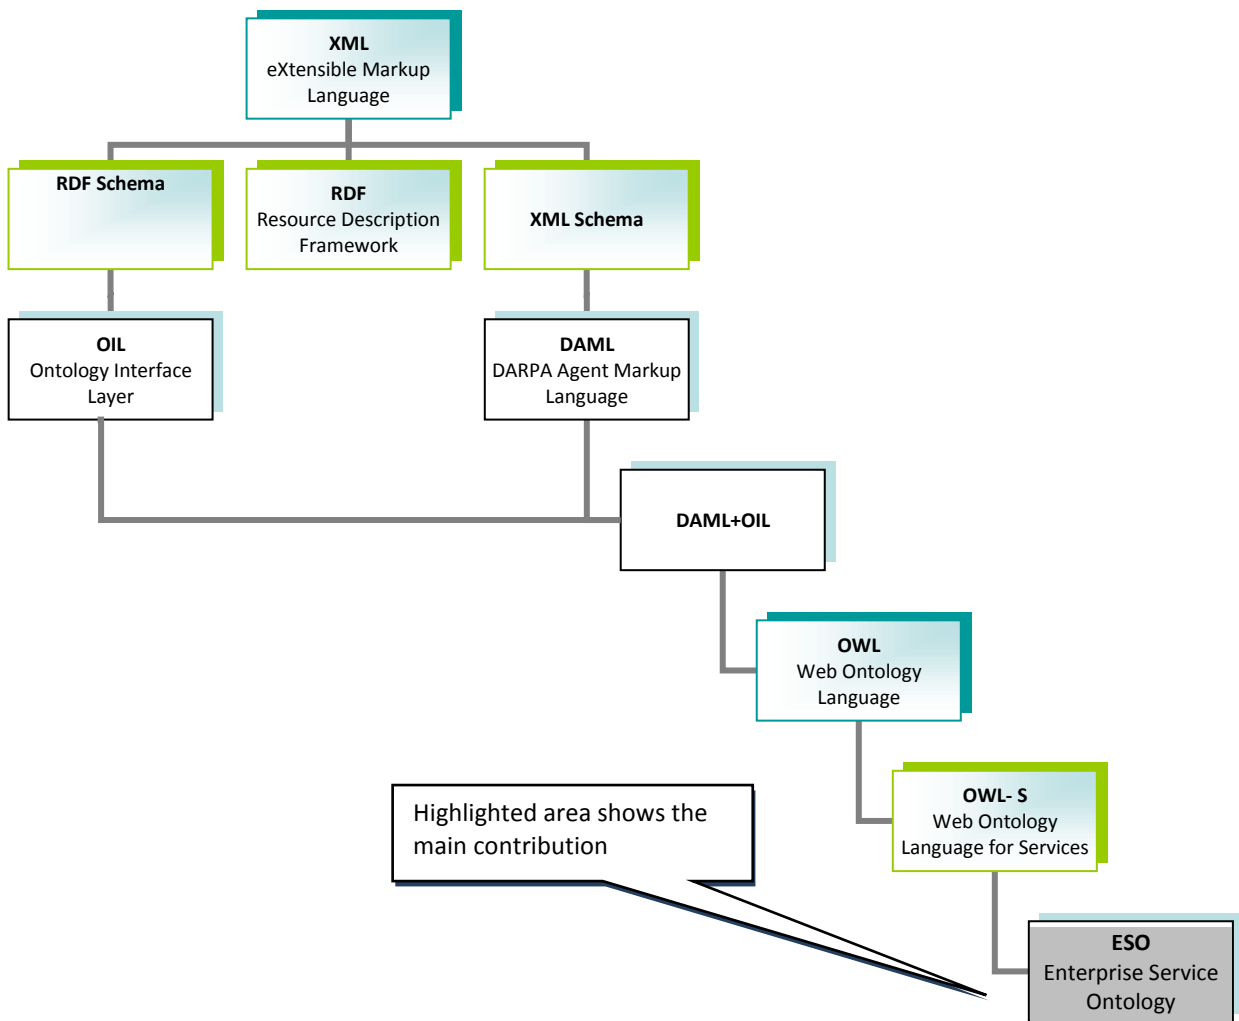 XML
eXtensible Markup
Language
RDF Schema
RDF
Resource Description
Framework
XML Schema
OIL
Ontology Interface
Layer
DAML
DARPA Agent Markup
Language
DAML+OIL
OWL
Web Ontology
Language
Highlighted area shows the
main contribution
OWL- S
Web Ontology
Language for Services
ESO
Enterprise Service
Ontology